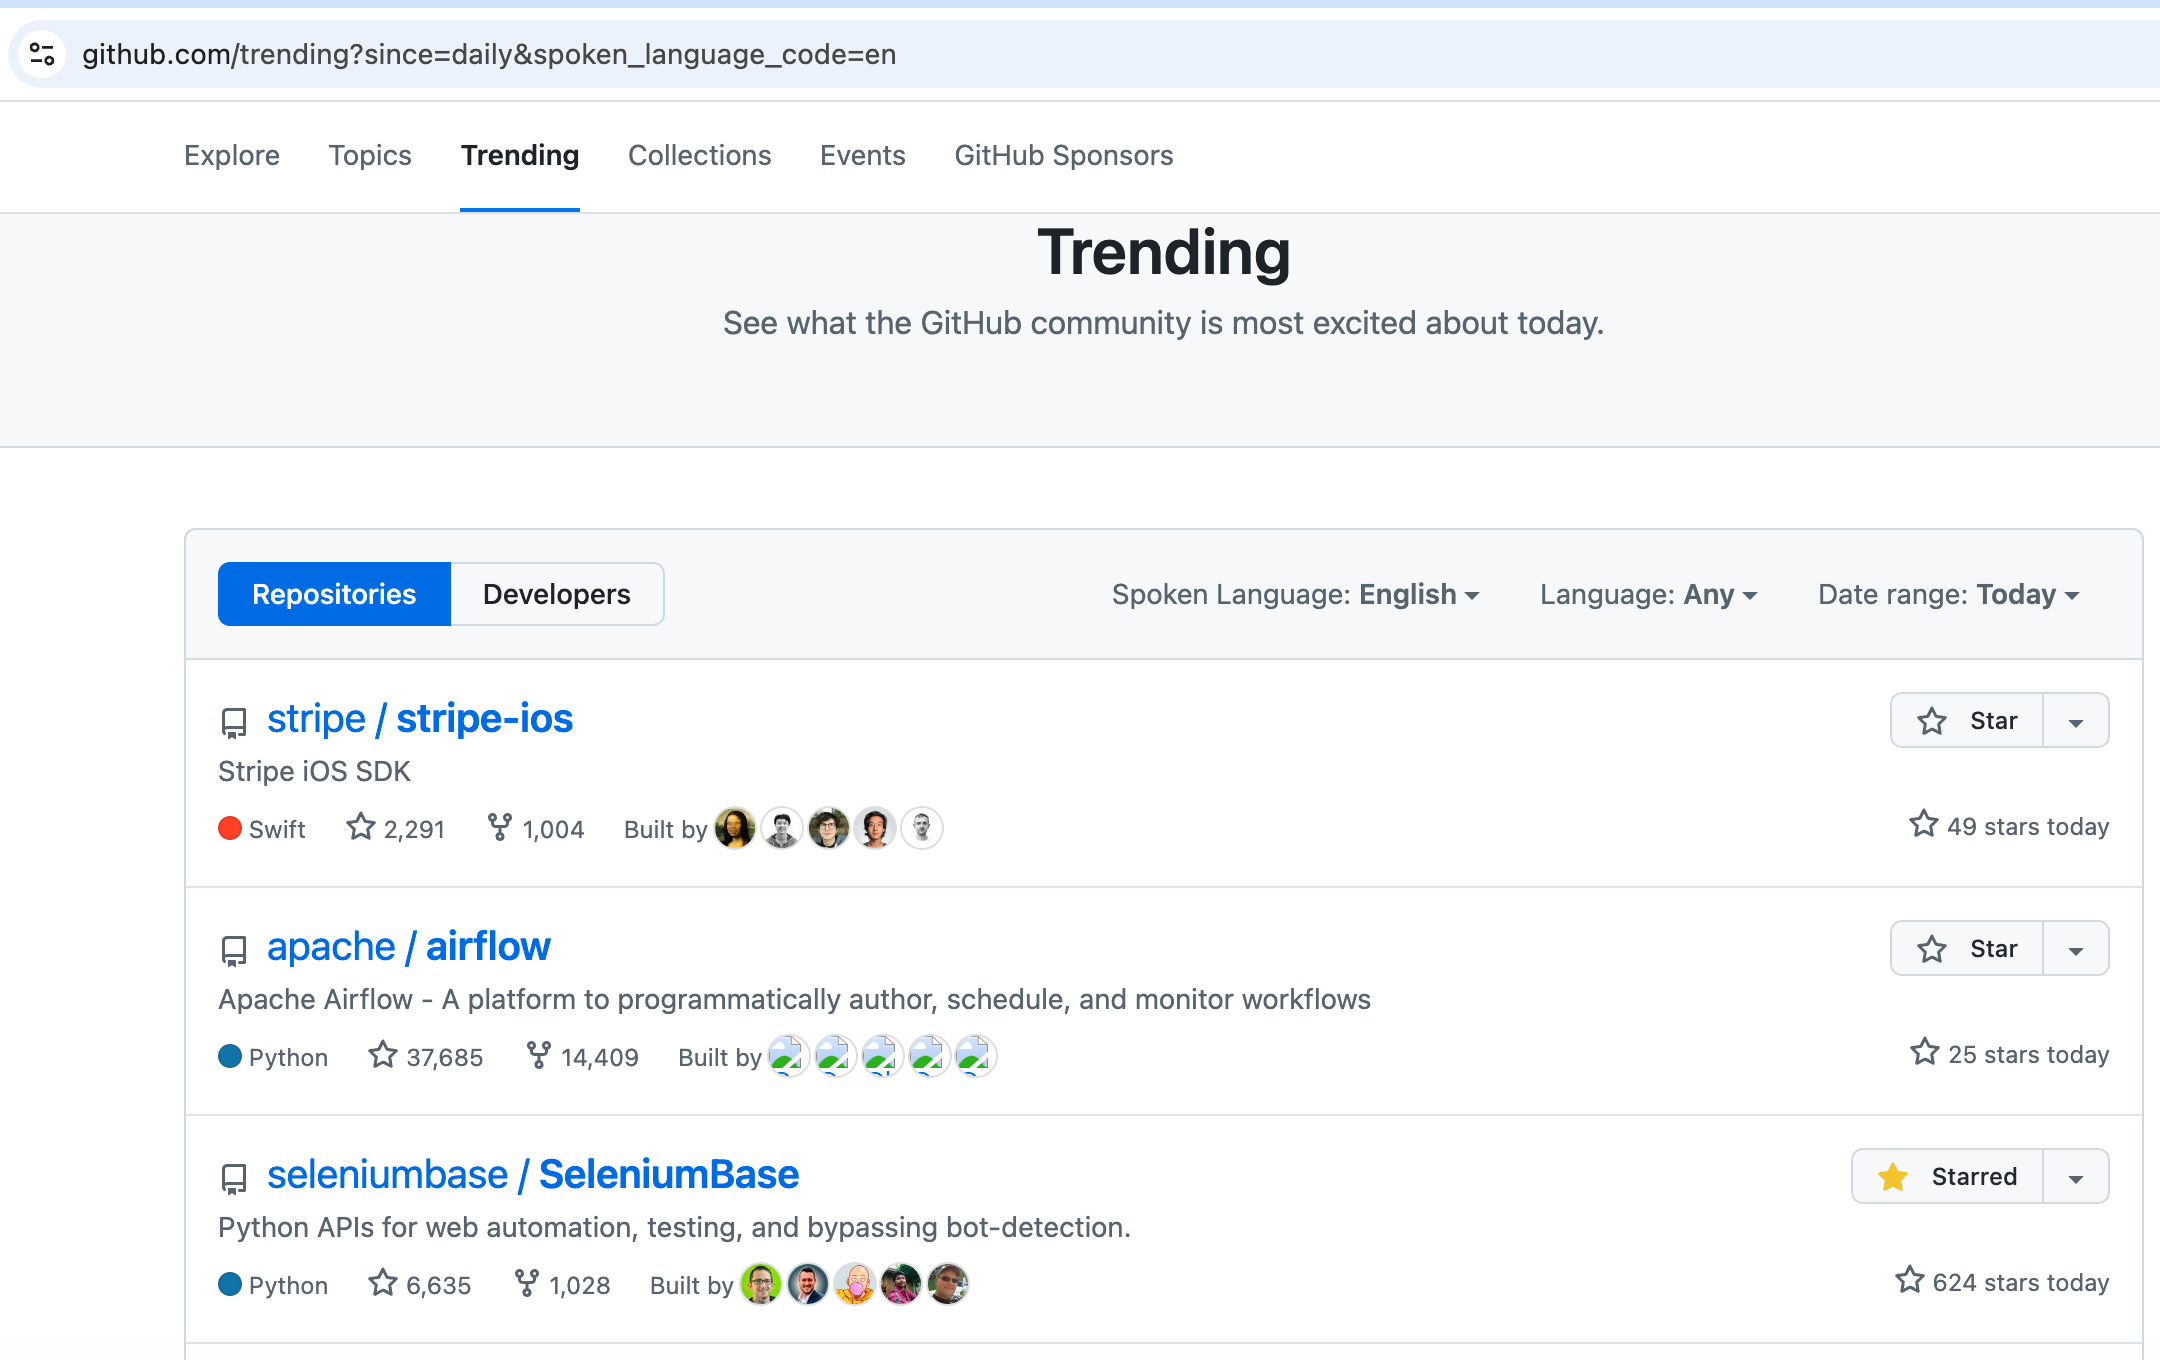 github.com/trending?since=daily&spoken_language_code=en
Explore Topics Trending Collections Events GitHub Sponsors
Trending
See what the GitHub community is most excited about today.
Repositories Developers Spoken Language: English Language: Any Date range: Today
stripe / stripe-ios Star
Stripe iOS SDK
Swift 2,291 1,004 Built by 49 stars today
apache / airflow Star
Apache Airflow - A platform to programmatically author, schedule, and monitor workflows
Python 37,685 14,409 Built by 25 stars today
seleniumbase / SeleniumBase Starred
Python APIs for web automation, testing, and bypassing bot-detection.
Python 6,635 1,028 Built by 624 stars today